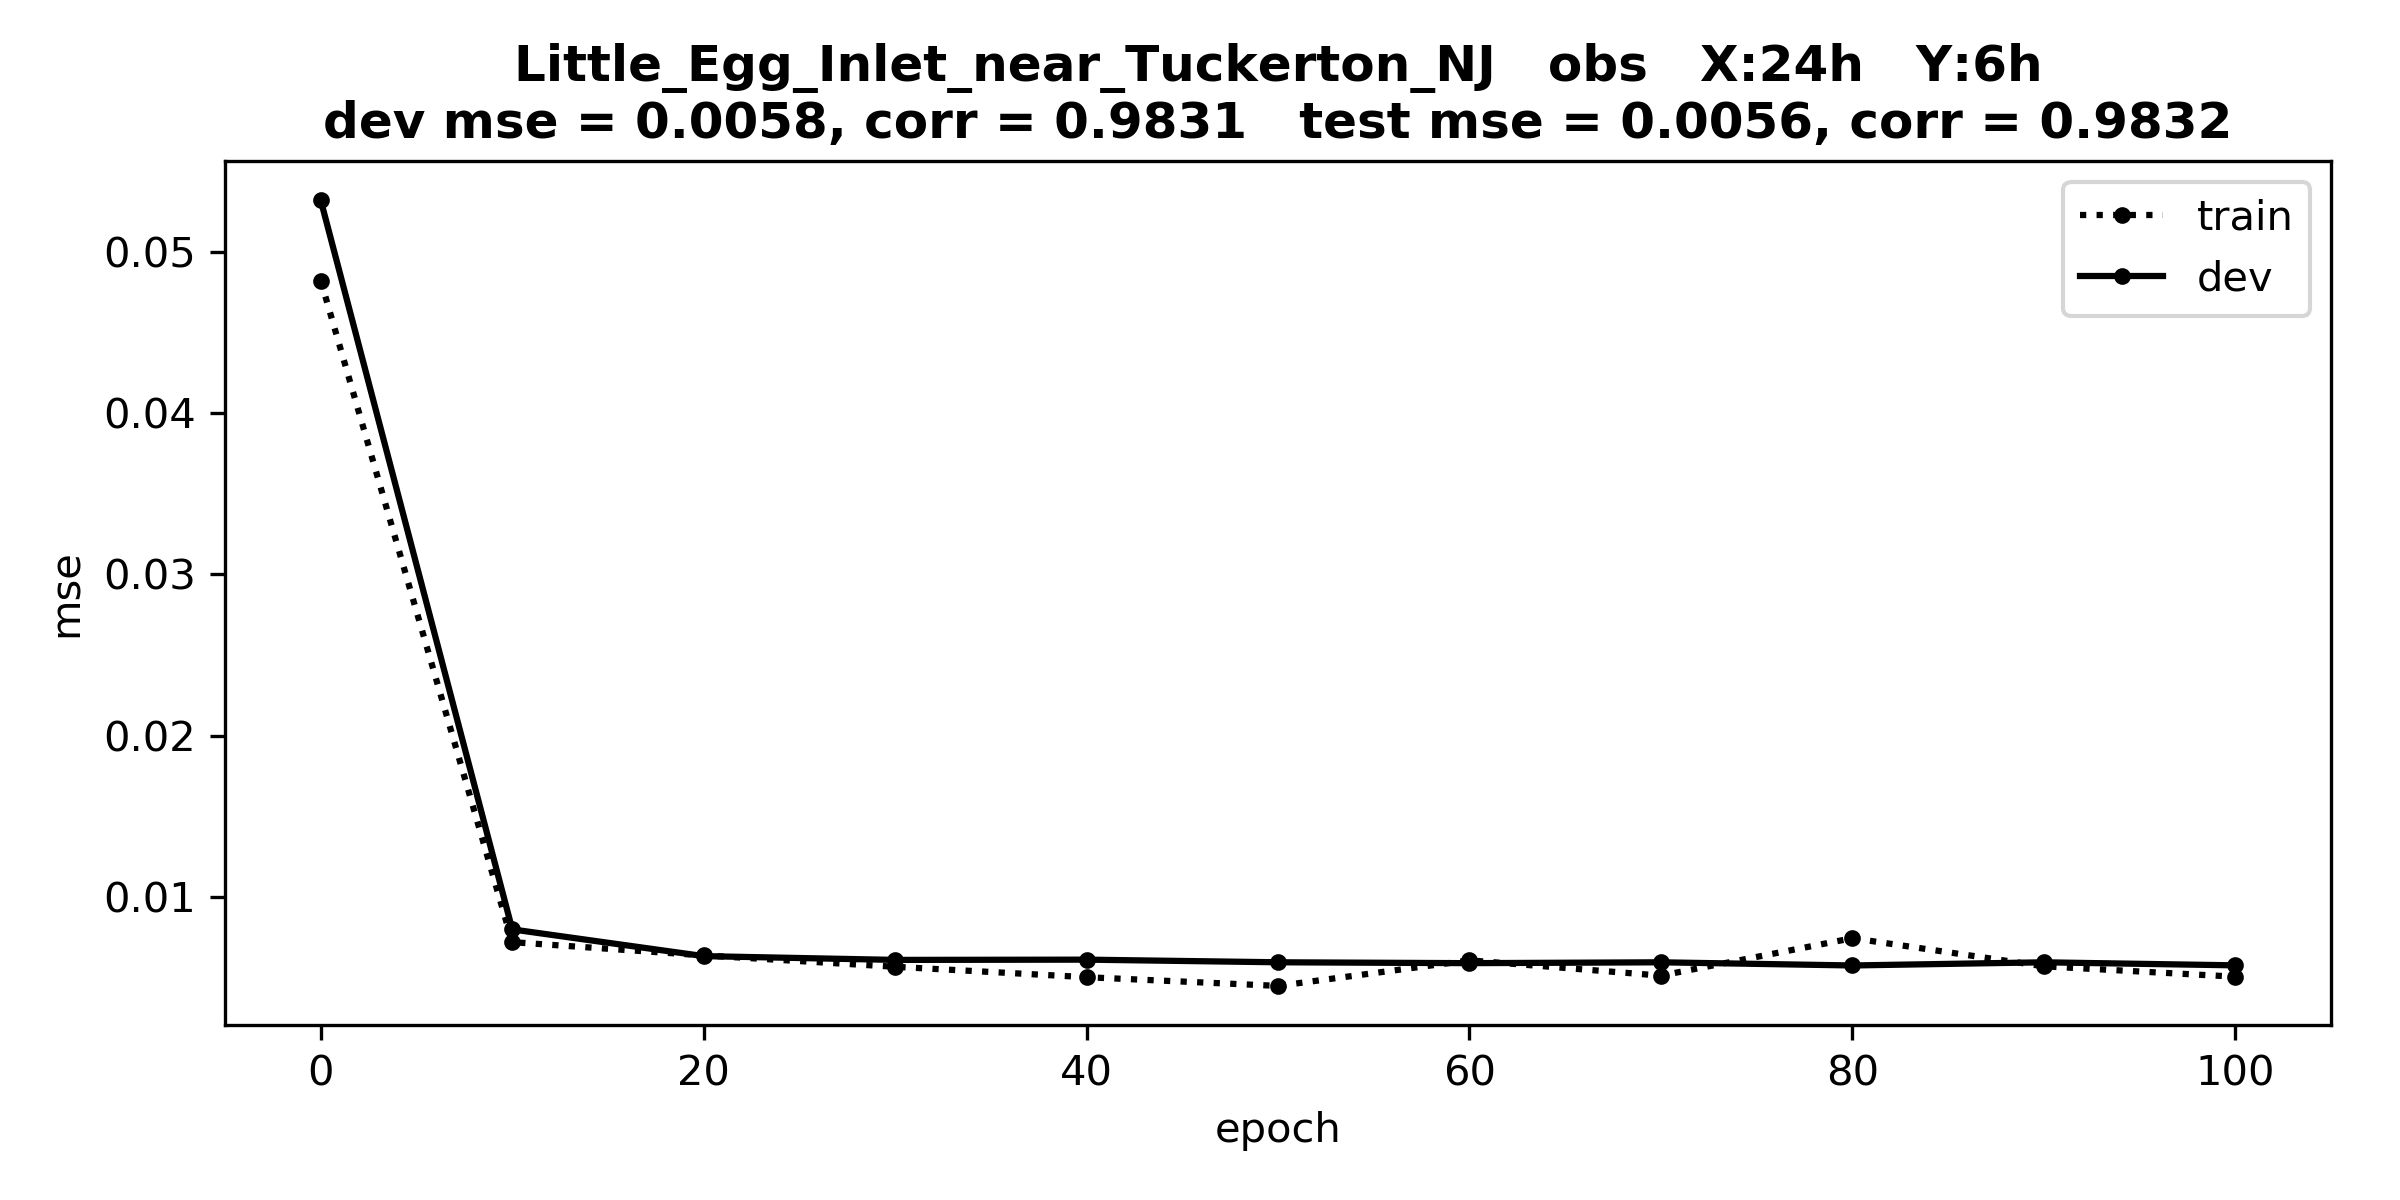 Little_Egg_Inlet_near_Tuckerton_NJ   obs   X:24h   Y:6h
dev mse = 0.0058, corr = 0.9831   test mse = 0.0056, corr = 0.9832
train
dev
0.05
0.04
0.03
0.02
0.01
mse
0 20 40 60 80 100
epoch